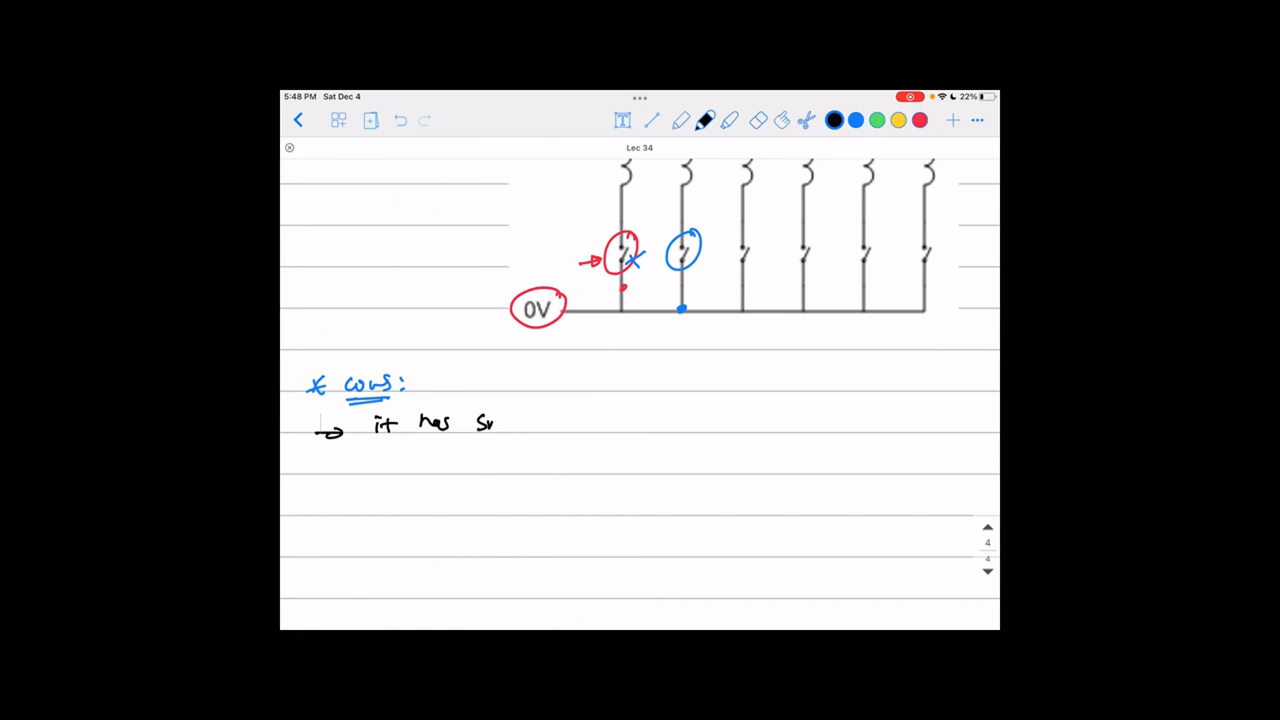 5:48 PM Sat Dec 4
22%
Lec 34
0V
* cons:
→ it has
4
4